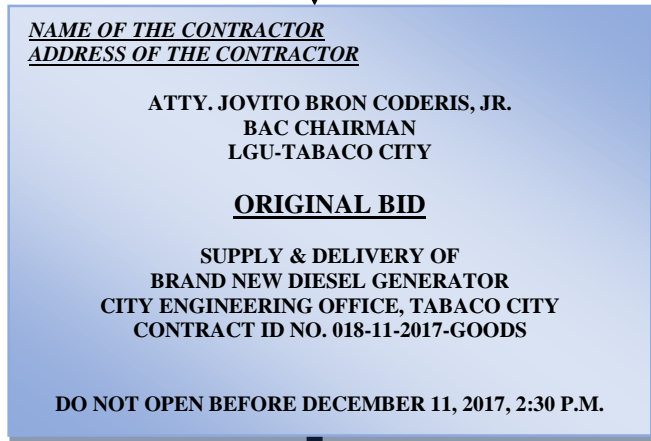 NAME OF THE CONTRACTOR
ADDRESS OF THE CONTRACTOR
ATTY. JOVITO BRON CODERIS, JR.
BAC CHAIRMAN
LGU-TABACO CITY
ORIGINAL BID
SUPPLY & DELIVERY OF
BRAND NEW DIESEL GENERATOR
CITY ENGINEERING OFFICE, TABACO CITY
CONTRACT ID NO. 018-11-2017-GOODS
DO NOT OPEN BEFORE DECEMBER 11, 2017, 2:30 P.M.